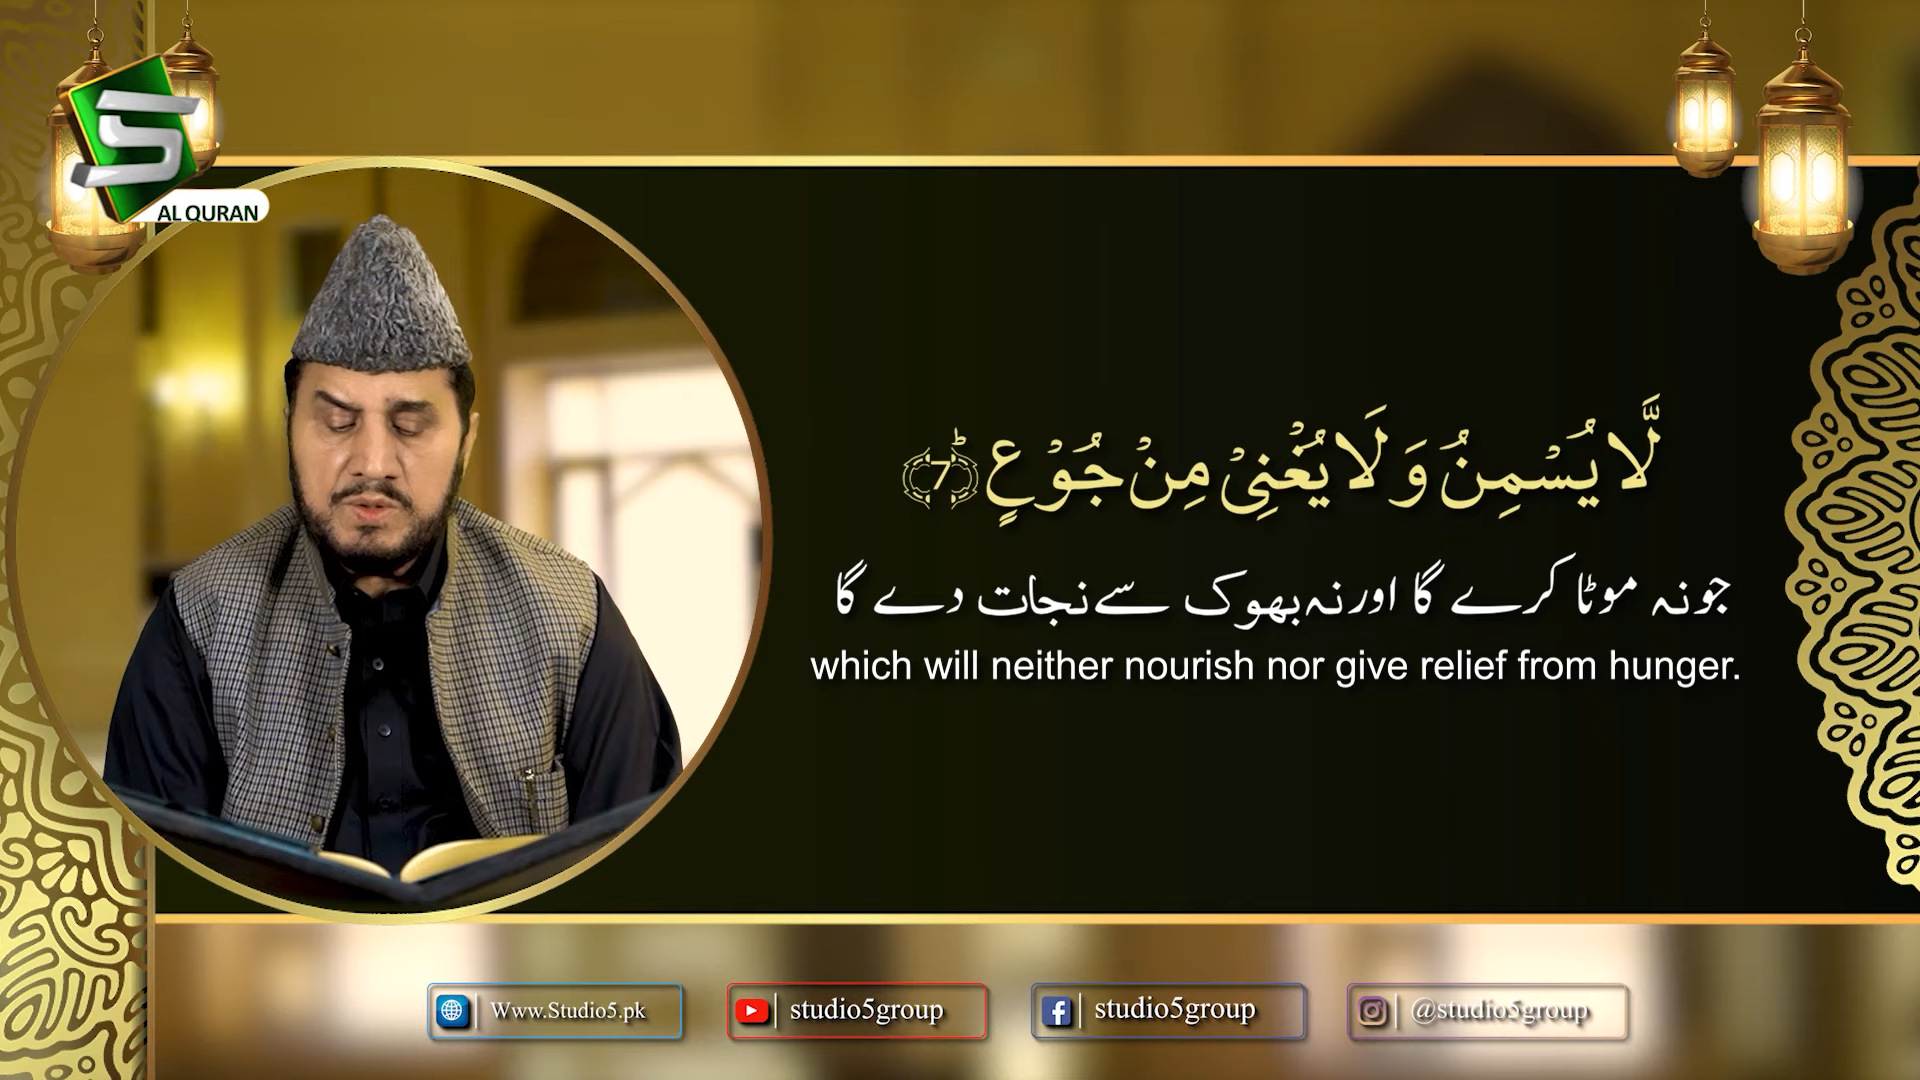 S
AL QURAN
لَّا يُسْمِنُ وَ لَا يُغْنِیْ مِنْ جُوْعٍ ؕ﴿7﴾
جو نہ موٹا کرے گا اور نہ بھوک سے نجات دے گا
which will neither nourish nor give relief from hunger.
Www.Studio5.pk
studio5group
studio5group
@studio5group